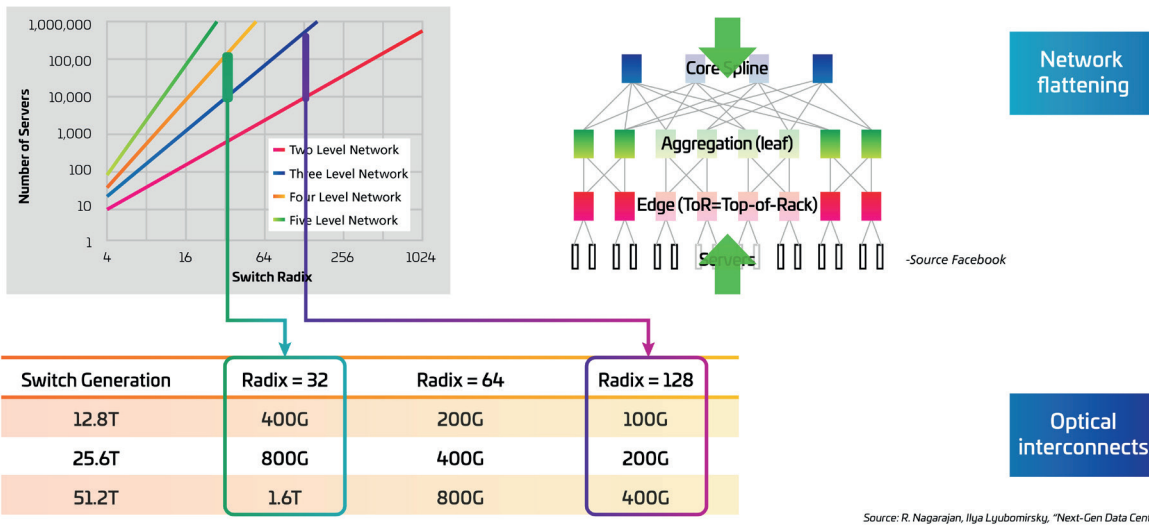 1,000,000
100,00
10,000
1,000
100
10
1
Number of Servers
4 16 64 256 1024
Switch Radix
Two Level Network
Three Level Network
Four Level Network
Five Level Network
Core Spline
Aggregation (leaf)
Edge (ToR=Top-of-Rack)
Servers
-Source Facebook
Network
flattening
Switch Generation Radix = 32 Radix = 64 Radix = 128
12.8T 400G 200G 100G
25.6T 800G 400G 200G
51.2T 1.6T 800G 400G
Optical
interconnects
Source: R. Nagarajan, Ilya Lyubomirsky, "Next-Gen Data Cent